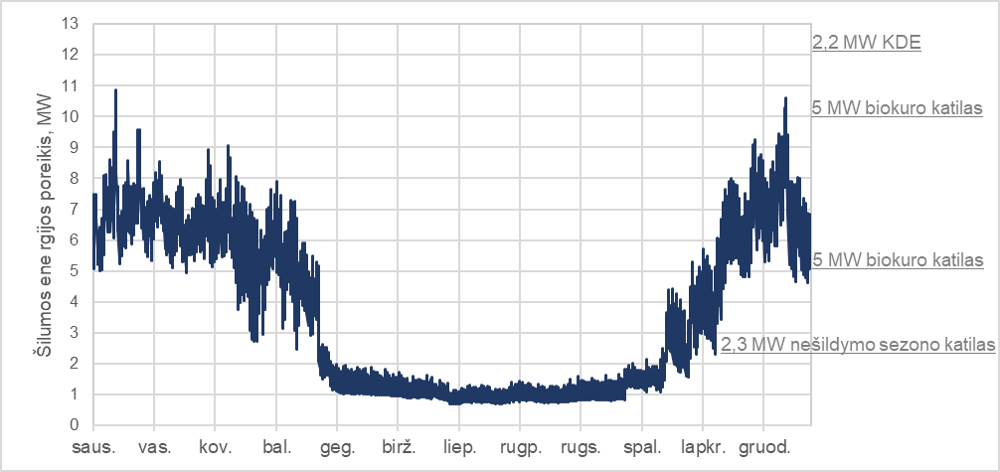 13
12
11
10
9
8
7
6
5
4
3
2
1
0
Šilumos ene rgijos poreikis, MW
2,2 MW KDE
5 MW biokuro katilas
5 MW biokuro katilas
2,3 MW nešildymo sezono katilas
saus. vas. kov. bal. geg. birž. liep. rugp. rugs. spal. lapkr. gruod.